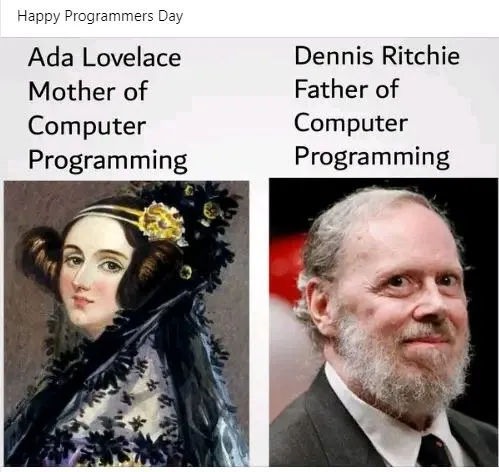 Happy Programmers Day
Ada Lovelace
Mother of
Computer
Programming
Dennis Ritchie
Father of
Computer
Programming